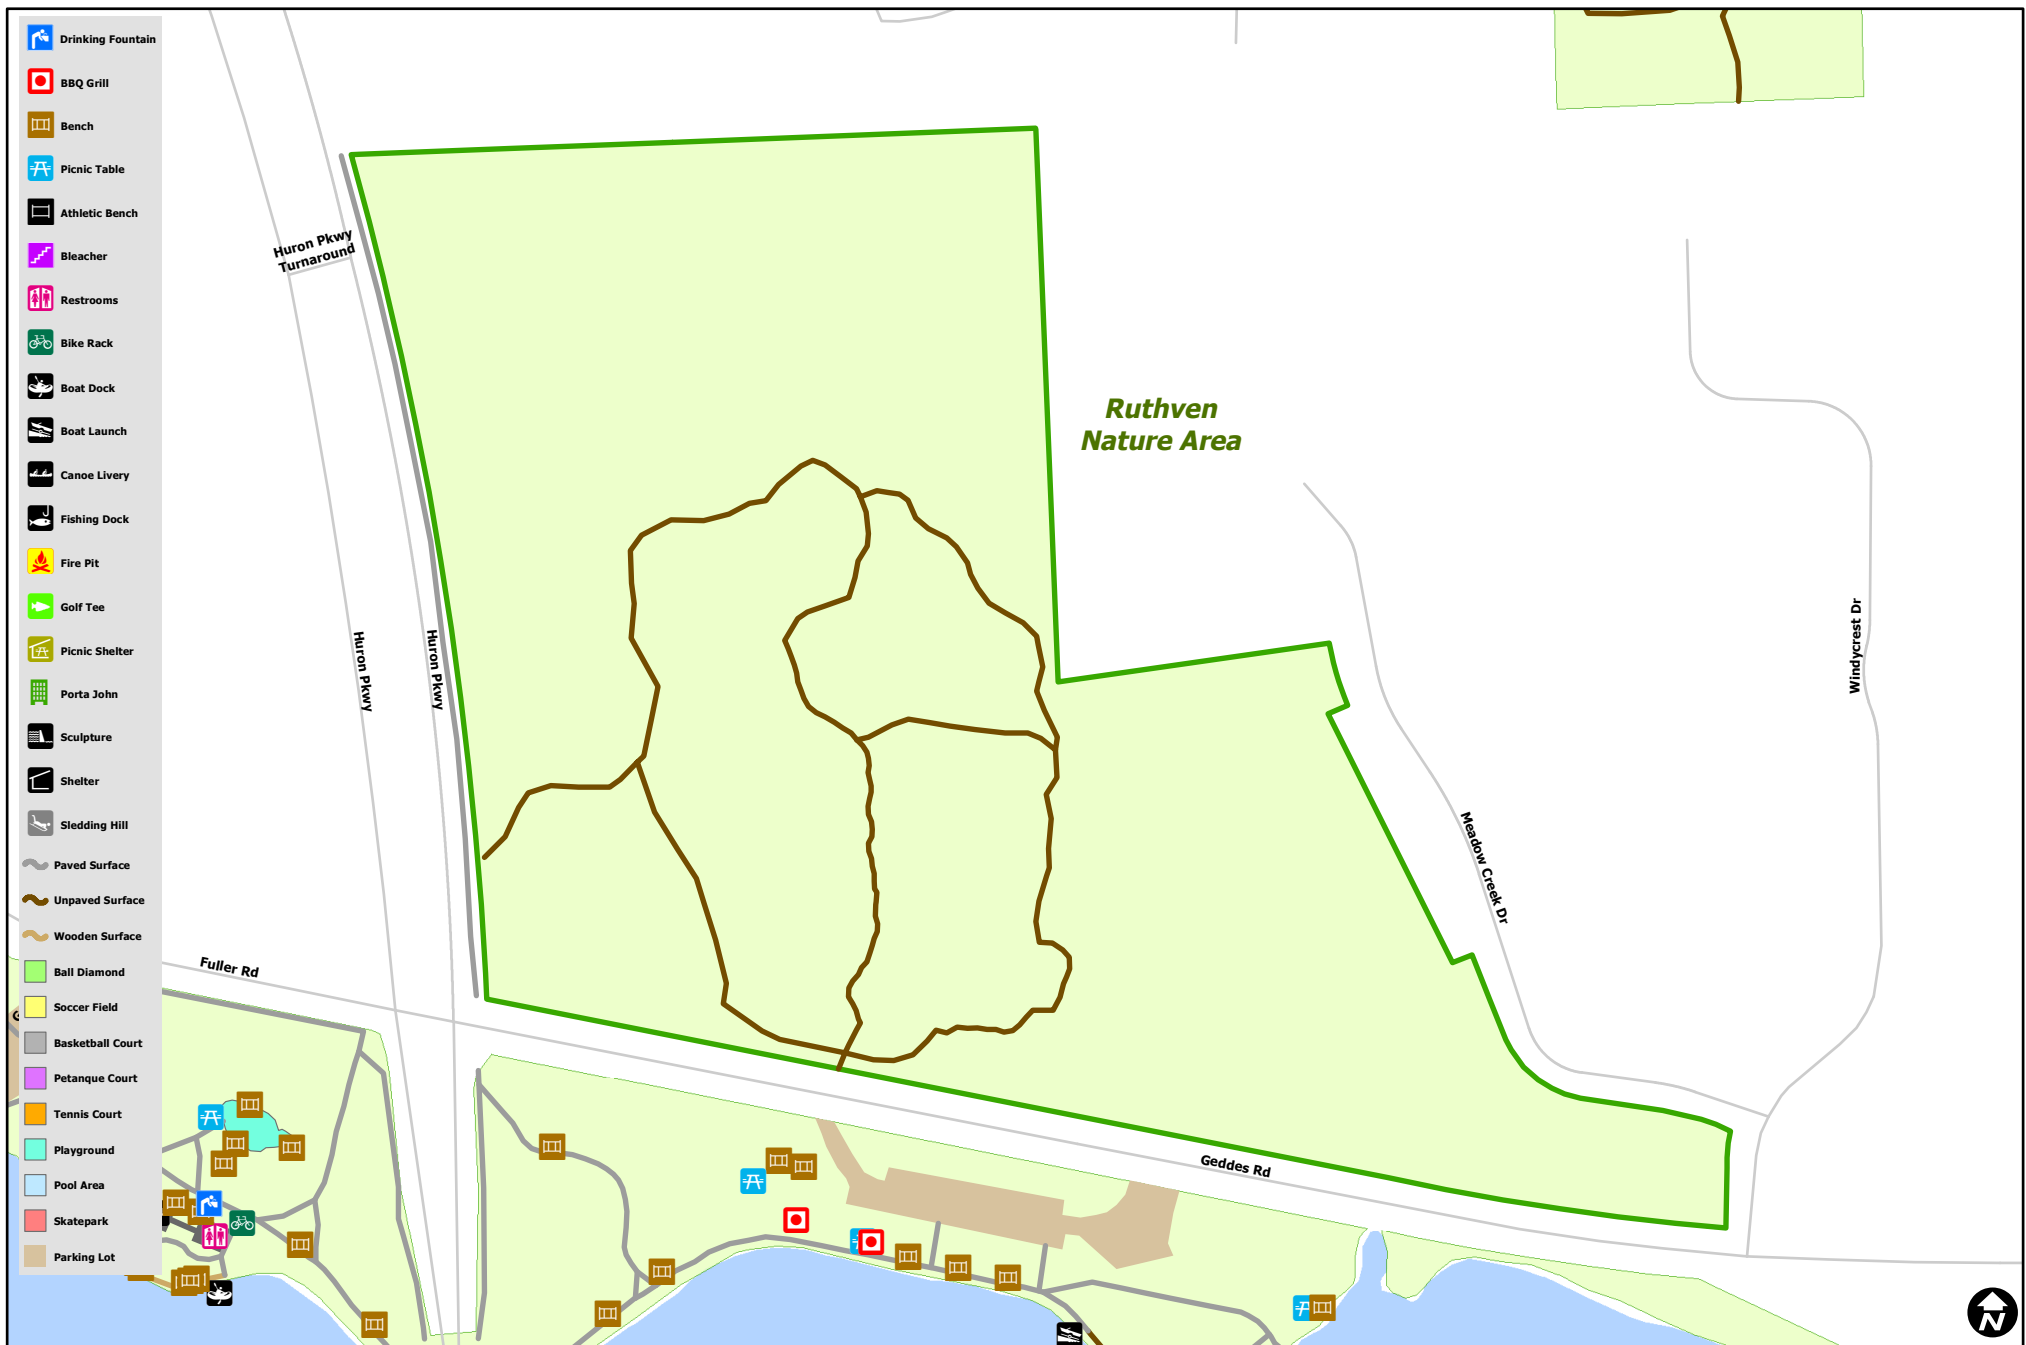 Drinking Fountain
BBQ Grill
Bench
Picnic Table
Athletic Bench
Bleacher
Restrooms
Bike Rack
Boat Dock
Boat Launch
Canoe Livery
Fishing Dock
Fire Pit
Golf Tee
Picnic Shelter
Porta John
Sculpture
Shelter
Sledding Hill
Paved Surface
Unpaved Surface
Wooden Surface
Ball Diamond
Soccer Field
Basketball Court
Petanque Court
Tennis Court
Playground
Pool Area
Skatepark
Parking Lot
Huron Pkwy
Turnaround
Ruthven
Nature Area
Huron Pkwy
Huron Pkwy
Windycrest Dr
Meadow Creek Dr
Fuller Rd
Geddes Rd
N